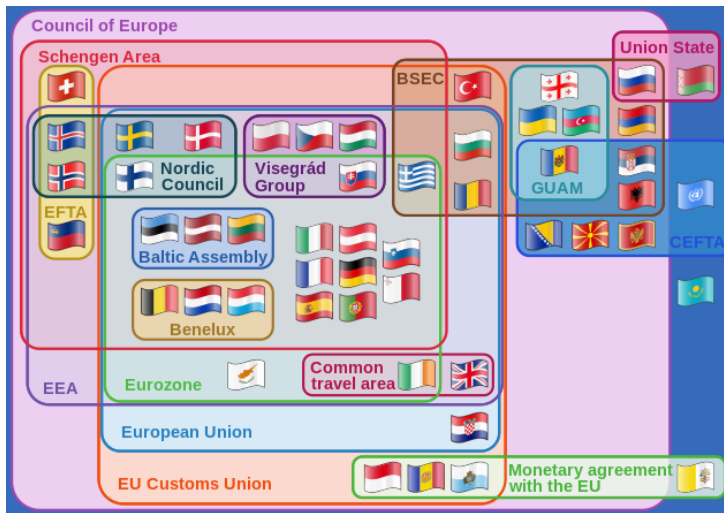 Council of Europe
Schengen Area
Union State
BSEC
Nordic
Council
Visegrád
Group
GUAM
EFTA
CEFTA
Baltic Assembly
Benelux
Common
travel area
Eurozone
EEA
European Union
EU Customs Union
Monetary agreement
with the EU